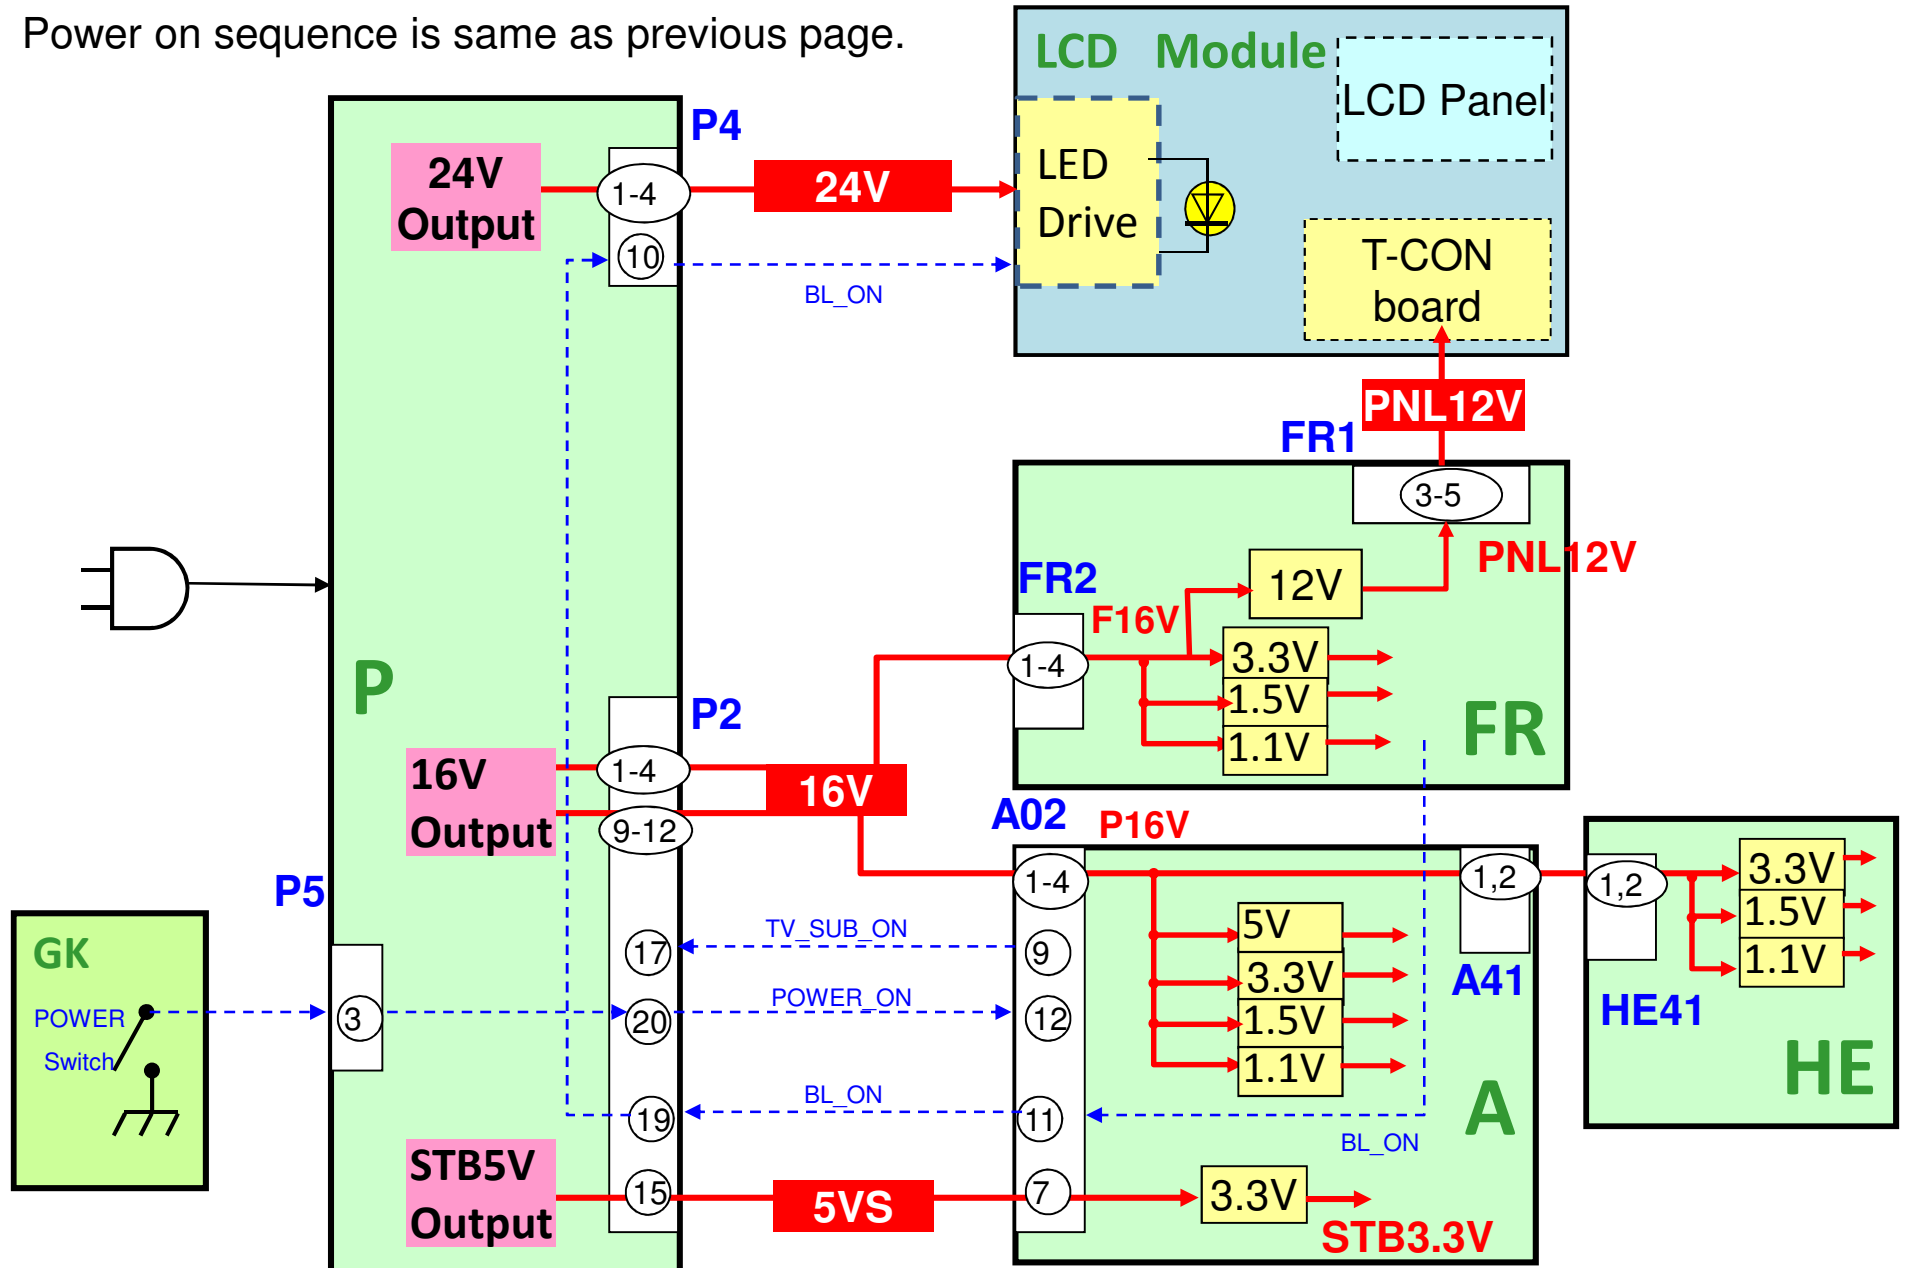 Power on sequence is same as previous page.
LCD Module
LCD Panel
P4
24V
Output
1-4
24V
LED
Drive
10
BL_ON
T-CON
board
PNL12V
FR1
3-5
PNL12V
FR2
12V
F16V
1-4
3.3V
1.5V
1.1V
FR
P
P2
16V
Output
1-4
9-12
16V
A02
P16V
1-4
1,2
A41
1,2
HE41
3.3V
1.5V
1.1V
HE
P5
GK
POWER
Switch
3
17
TV_SUB_ON
9
20
POWER_ON
12
5V
3.3V
1.5V
1.1V
A
19
BL_ON
11
BL_ON
STB5V
Output
15
5VS
7
3.3V
STB3.3V